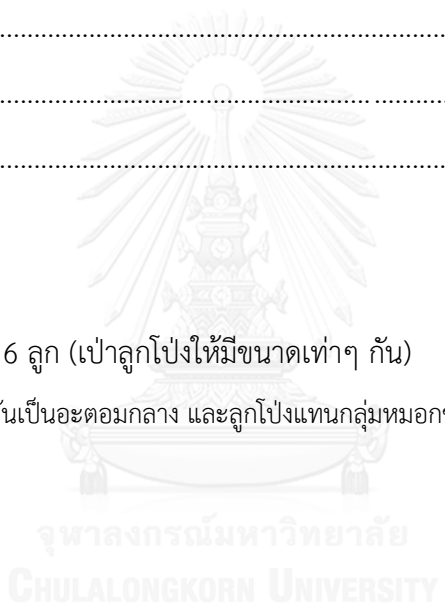 ................................................................
................................................................
................................................................
6 ลูก (เป่าลูกโป่งให้มีขนาดเท่าๆ กัน)
นเป็นอะตอมกลาง และลูกโป่งแทนกลุ่มหมอก
จุฬาลงกรณ์มหาวิทยาลัย
CHULALONGKORN UNIVERSITY